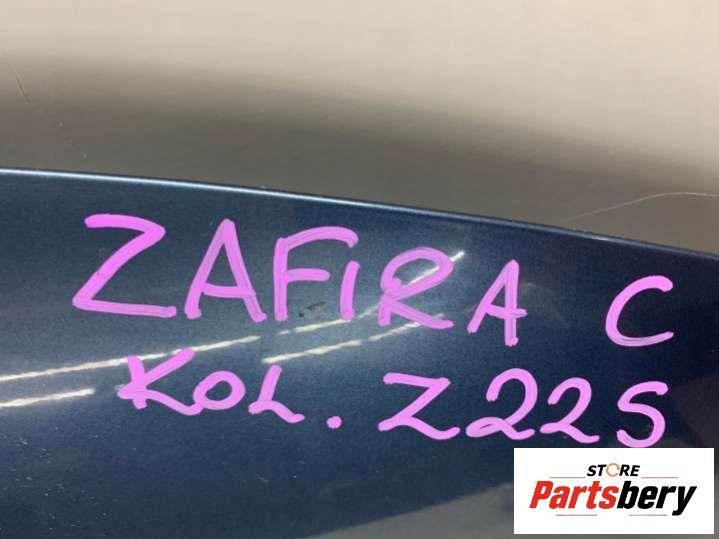 ZAFIRA C
KOL. Z22S
STORE
Partsbery